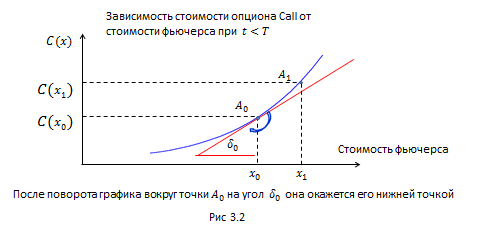 Зависимость стоимости опциона Call от
стоимости фьючерса при t < T
C(x)
A₁
C(x₁)
A₀
C(x₀)
δ₀
Стоимость фьючерса
x₀ x₁
После поворота графика вокруг точки A₀ на угол δ₀ она окажется его нижней точкой
Рис 3.2